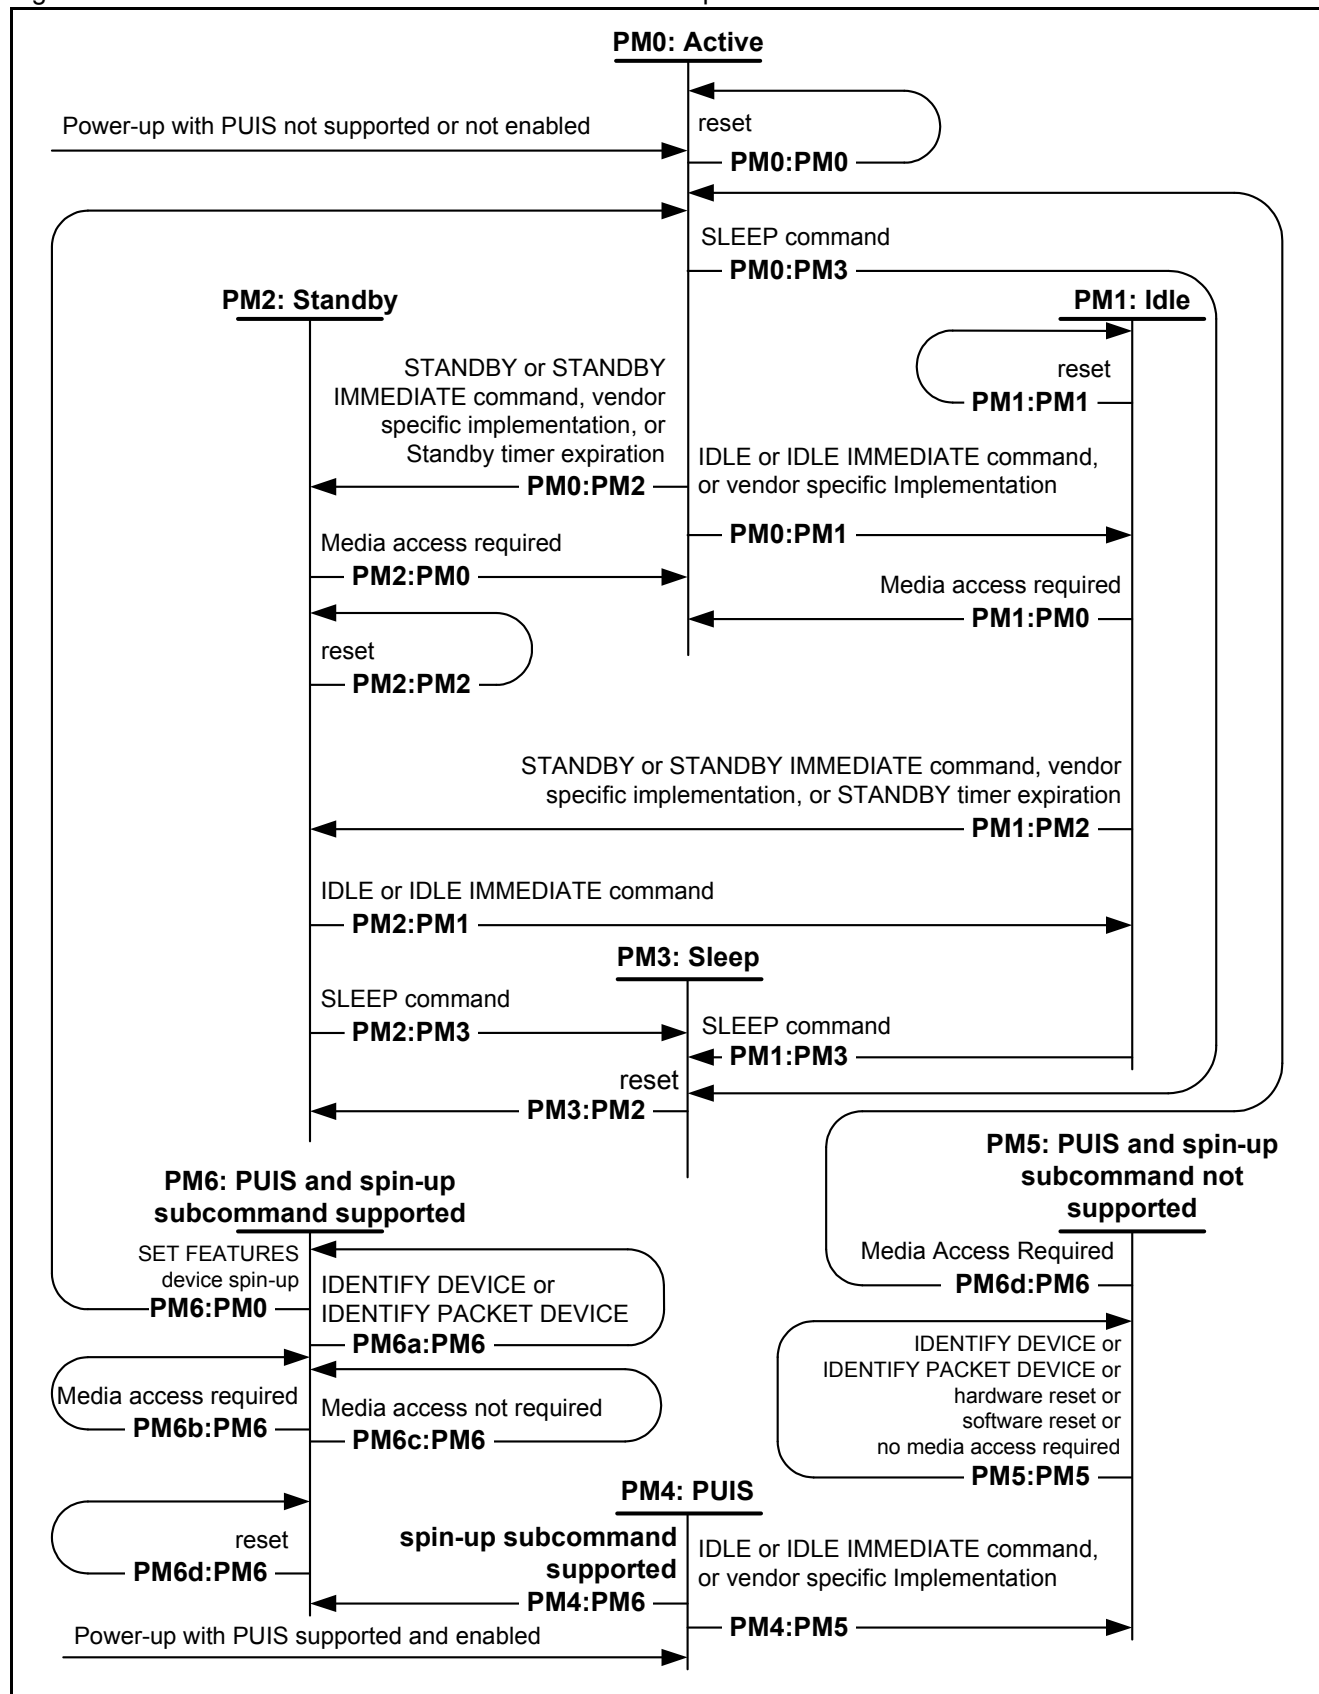 PM0: Active
reset
Power-up with PUIS not supported or not enabled
PM0:PM0
SLEEP command
PM0:PM3
PM2: Standby
PM1: Idle
STANDBY or STANDBY
IMMEDIATE command, vendor
specific implementation, or
Standby timer expiration
PM0:PM2
reset
PM1:PM1
IDLE or IDLE IMMEDIATE command,
or vendor specific Implementation
PM0:PM1
Media access required
PM2:PM0
Media access required
PM1:PM0
reset
PM2:PM2
STANDBY or STANDBY IMMEDIATE command, vendor
specific implementation, or STANDBY timer expiration
PM1:PM2
IDLE or IDLE IMMEDIATE command
PM2:PM1
PM3: Sleep
SLEEP command
PM2:PM3
SLEEP command
PM1:PM3
reset
PM3:PM2
PM6: PUIS and spin-up
subcommand supported
PM5: PUIS and spin-up
subcommand not
supported
SET FEATURES
device spin-up
PM6:PM0
IDENTIFY DEVICE or
IDENTIFY PACKET DEVICE
PM6a:PM6
Media Access Required
PM6d:PM6
Media access required
PM6b:PM6
Media access not required
PM6c:PM6
IDENTIFY DEVICE or
IDENTIFY PACKET DEVICE or
hardware reset or
software reset or
no media access required
PM5:PM5
PM4: PUIS
reset
PM6d:PM6
spin-up subcommand
supported
PM4:PM6
IDLE or IDLE IMMEDIATE command,
or vendor specific Implementation
PM4:PM5
Power-up with PUIS supported and enabled